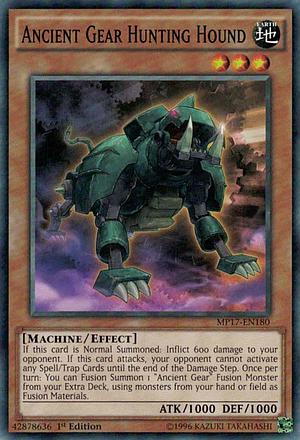 ANCIENT GEAR HUNTING HOUND
EARTH
地
MP17-EN180
[MACHINE/EFFECT]
If this card is Normal Summoned: Inflict 600 damage to your
opponent. If this card attacks, your opponent cannot activate
any Spell/Trap Cards until the end of the Damage Step. Once per
turn: You can Fusion Summon 1 "Ancient Gear" Fusion Monster
from your Extra Deck, using monsters from your hand or field as
Fusion Materials.
ATK/1000 DEF/1000
42878636 1st Edition ©1996 KAZUKI TAKAHASHI